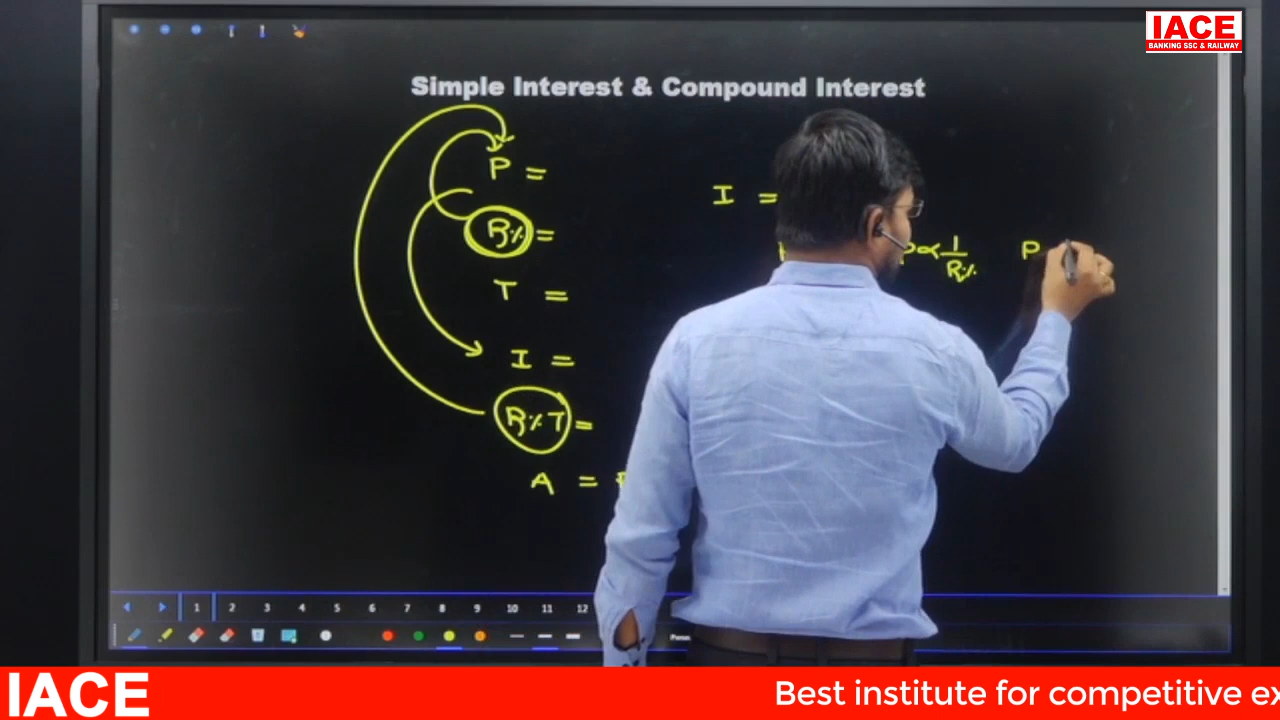 IACE
BANKING SSC & RAILWAY
Simple Interest & Compound Interest
P =
I =
R% =
∝ 1/R%
P
T =
I =
R%T =
A =
1 2 3 4 5 6 7 8 9 10 11 12
IACE
Best institute for competitive ex